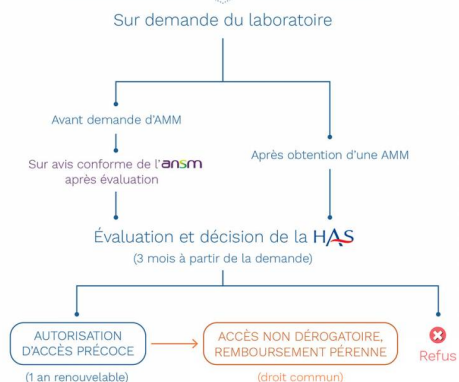 Sur demande du laboratoire
Avant demande d'AMM
Sur avis conforme de l'ansm
après évaluation
Après obtention d'une AMM
Évaluation et décision de la HAS
(3 mois à partir de la demande)
AUTORISATION
D'ACCÈS PRÉCOCE
(1 an renouvelable)
ACCÈS NON DÉROGATOIRE,
REMBOURSEMENT PÉRENNE
(droit commun)
Refus